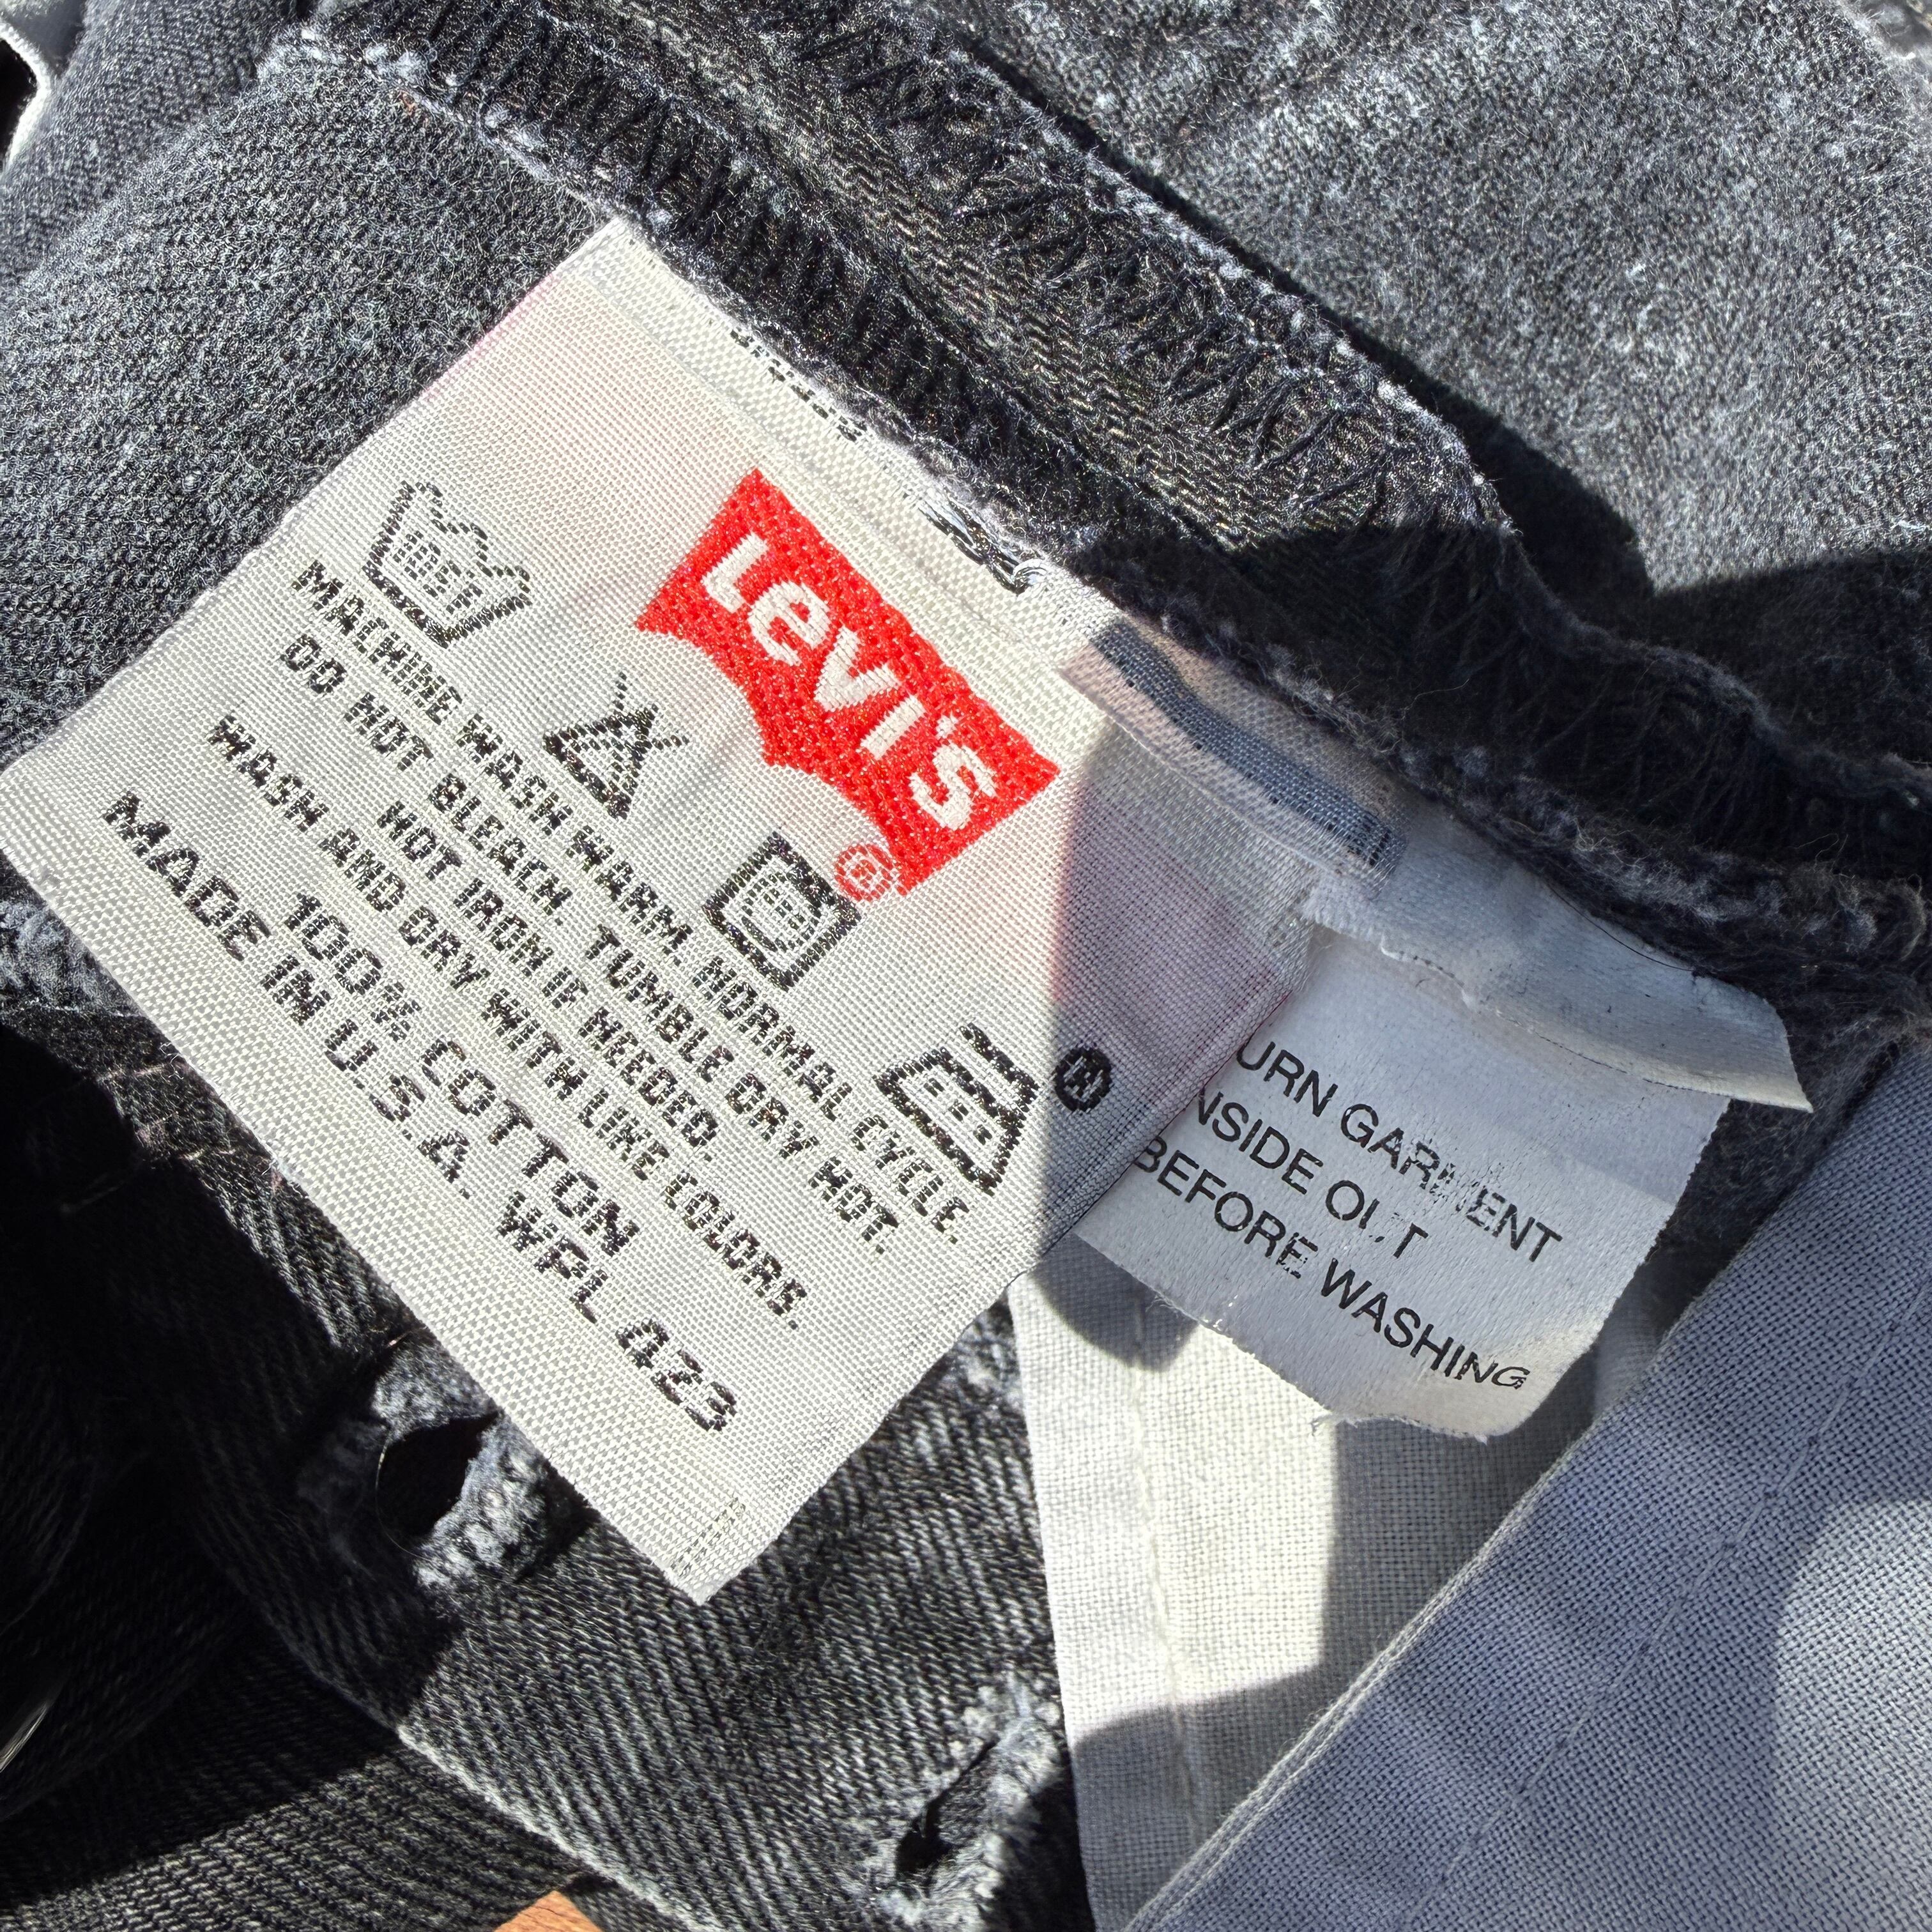 Levi's
®
MACHINE WASH WARM. NORMAL CYCLE.
DO NOT BLEACH. TUMBLE DRY HOT.
HOT IRON IF NEEDED.
WASH AND DRY WITH LIKE COLORS.
100% COTTON
MADE IN U.S.A. WPL 423
URN GARMENT
NSIDE OUT
BEFORE WASHING